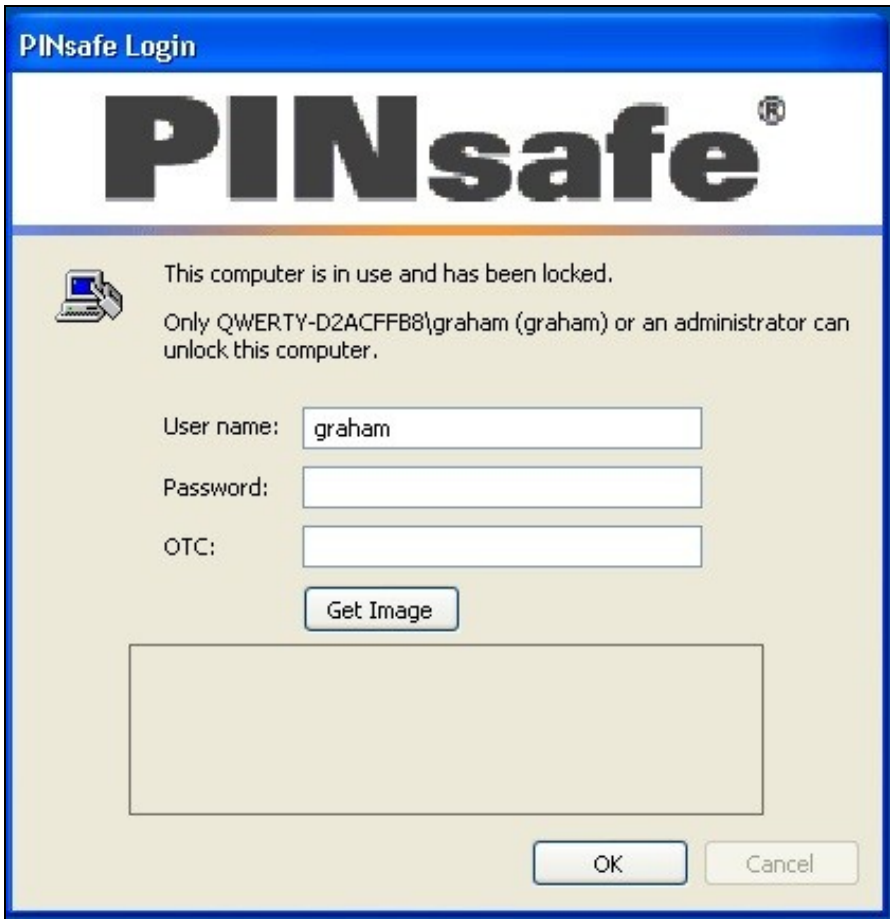 PINsafe Login
PINsafe®
This computer is in use and has been locked.
Only QWERTY-D2ACFFB8\graham (graham) or an administrator can
unlock this computer.
User name: graham
Password:
OTC:
Get Image
OK Cancel